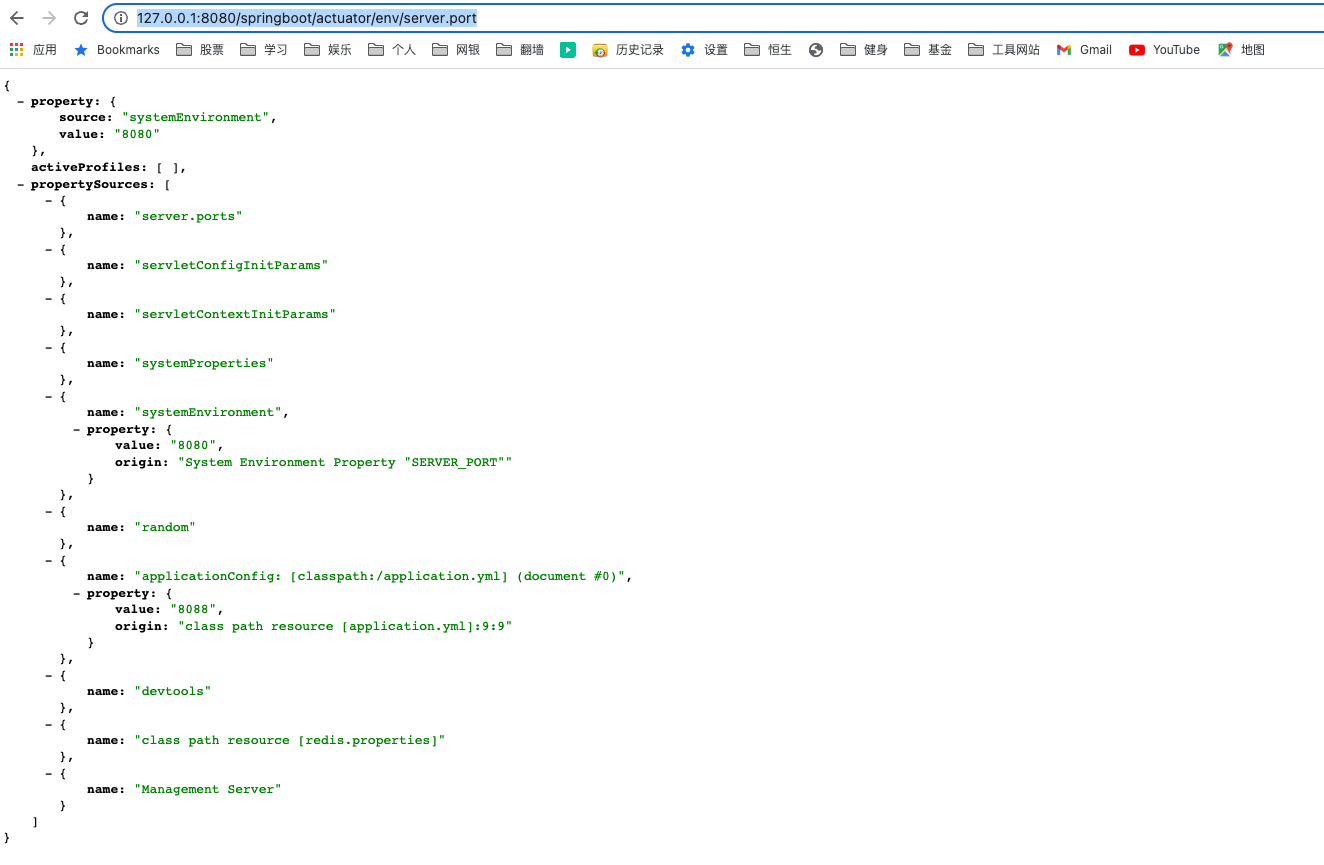 127.0.0.1:8080/springboot/actuator/env/server.port
应用 Bookmarks 股票 学习 娱乐 个人 网银 翻墙 历史记录 设置 恒生 健身 基金 工具网站 Gmail YouTube 地图
{
– property: {
source: "systemEnvironment",
value: "8080"
},
activeProfiles: [ ],
– propertySources: [
– {
name: "server.ports"
},
– {
name: "servletConfigInitParams"
},
– {
name: "servletContextInitParams"
},
– {
name: "systemProperties"
},
– {
name: "systemEnvironment",
– property: {
value: "8080",
origin: "System Environment Property "SERVER_PORT""
}
},
– {
name: "random"
},
– {
name: "applicationConfig: [classpath:/application.yml] (document #0)",
– property: {
value: "8088",
origin: "class path resource [application.yml]:9:9"
}
},
– {
name: "devtools"
},
– {
name: "class path resource [redis.properties]"
},
– {
name: "Management Server"
}
]
}